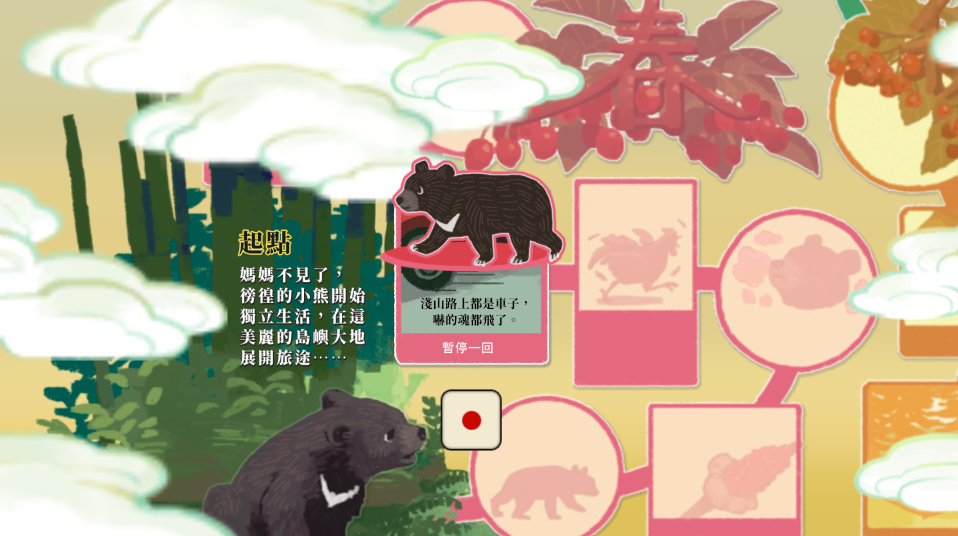 春
起點
媽媽不見了，
徬徨的小熊開始
獨立生活，在這
美麗的島嶼大地
展開旅途……
淺山路上都是車子，
嚇的魂都飛了。
暫停一回